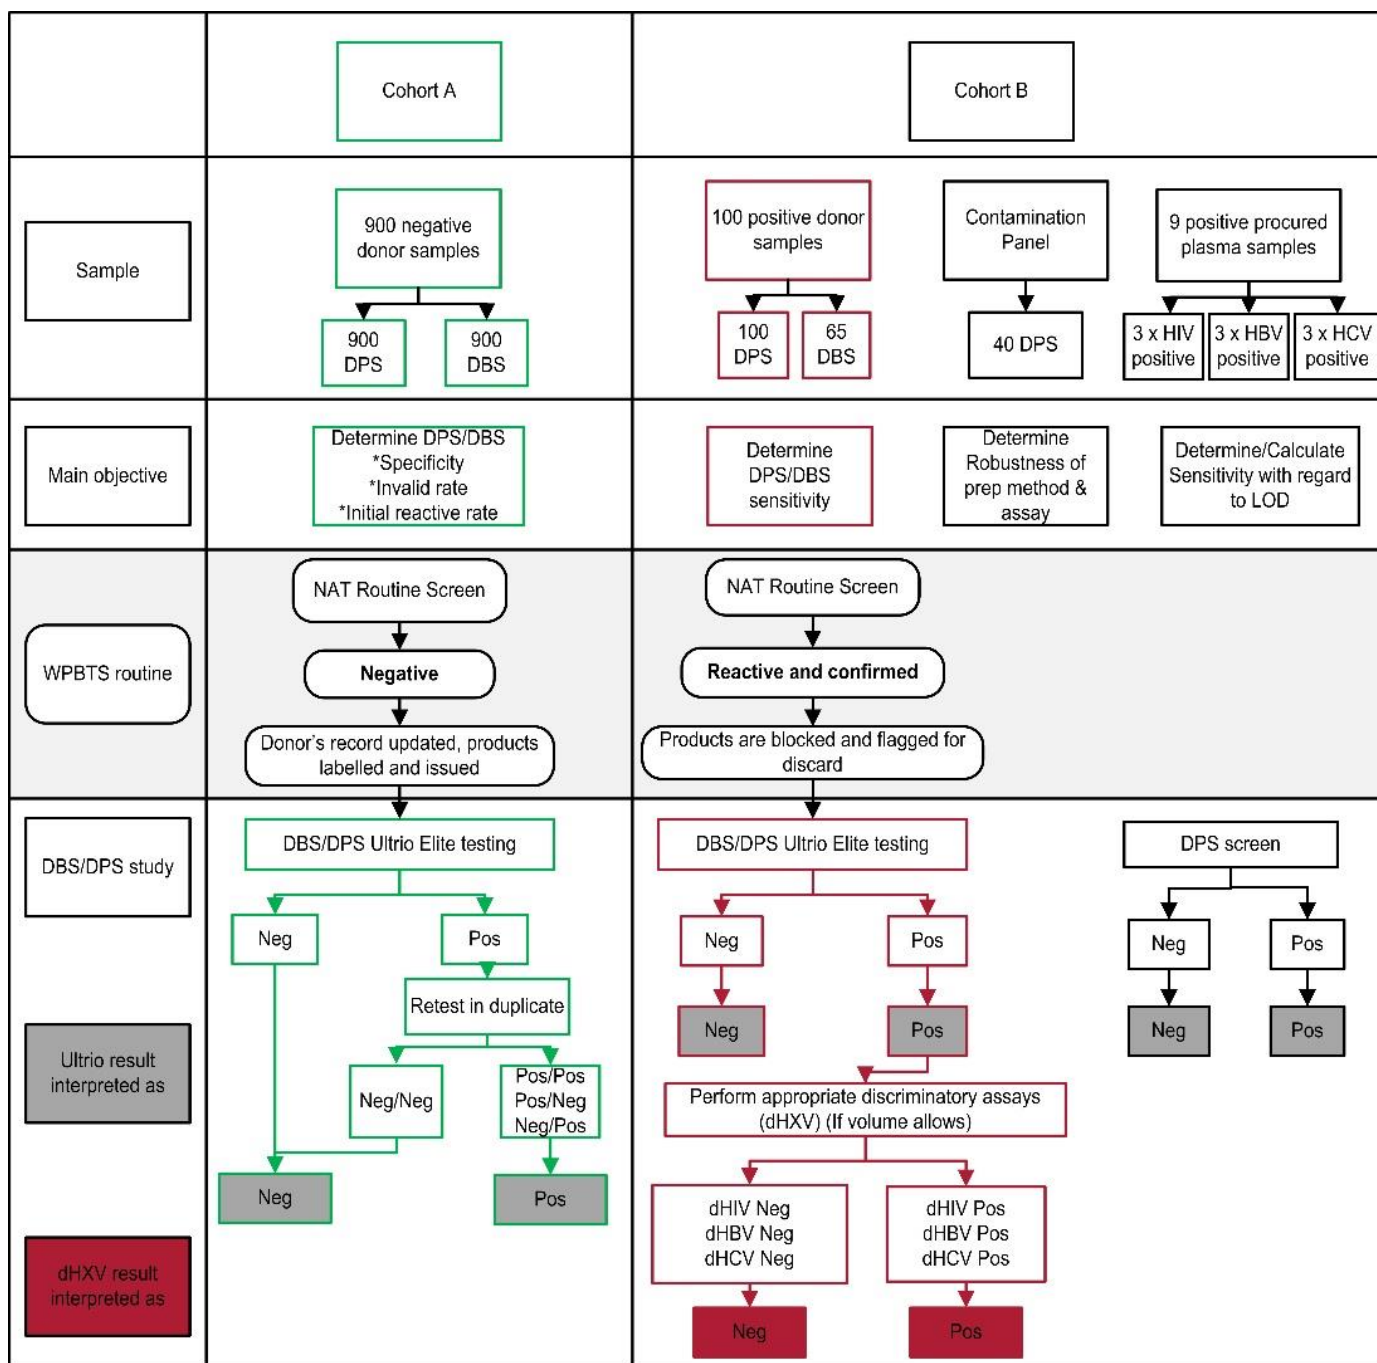 Cohort A
Cohort B
Sample
900 negative
donor samples
900
DPS
900
DBS
100 positive donor
samples
100
DPS
65
DBS
Contamination
Panel
40 DPS
9 positive procured
plasma samples
3 x HIV
positive
3 x HBV
positive
3 x HCV
positive
Main objective
Determine DPS/DBS
*Specificity
*Invalid rate
*Initial reactive rate
Determine
DPS/DBS
sensitivity
Determine
Robustness of
prep method &
assay
Determine/Calculate
Sensitivity with regard
to LOD
WPBTS routine
NAT Routine Screen
Negative
Donor's record updated, products
labelled and issued
NAT Routine Screen
Reactive and confirmed
Products are blocked and flagged for
discard
DBS/DPS study
DBS/DPS Ultrio Elite testing
Neg
Pos
Retest in duplicate
Neg/Neg
Pos/Pos
Pos/Neg
Neg/Pos
Neg
Pos
DBS/DPS Ultrio Elite testing
Neg
Pos
Neg
Pos
Perform appropriate discriminatory assays
(dHXV) (If volume allows)
dHIV Neg
dHBV Neg
dHCV Neg
dHIV Pos
dHBV Pos
dHCV Pos
Neg
Pos
DPS screen
Neg
Pos
Neg
Pos
Ultrio result
interpreted as
dHXV result
interpreted as